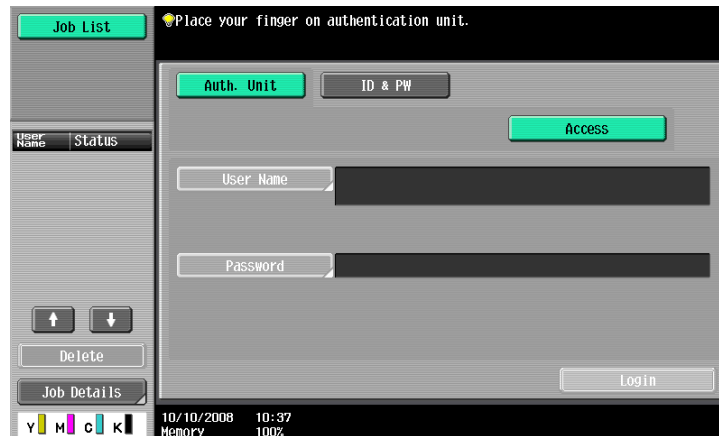 Job List
Place your finger on authentication unit.
Auth. Unit
ID & PW
Access
User Name
Status
User Name
Password
Delete
Login
Job Details
Y M C K
10/10/2008 10:37
Memory 100%